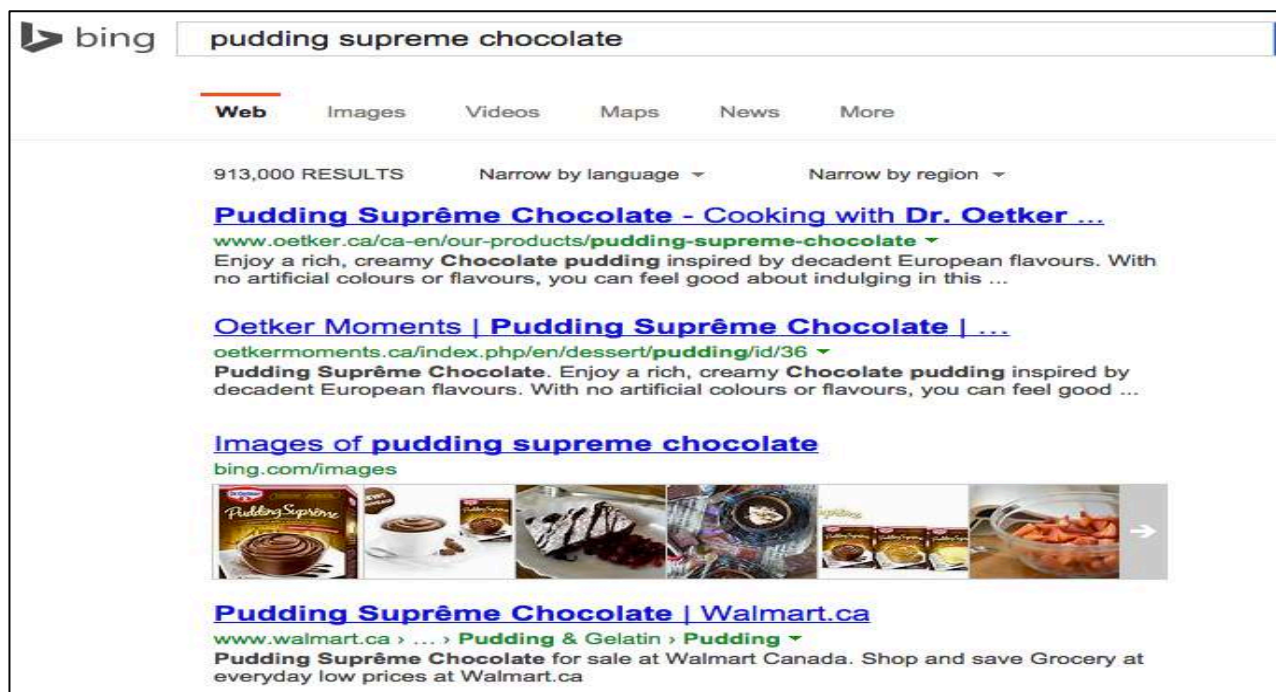 bing
pudding supreme chocolate
Web Images Videos Maps News More
913,000 RESULTS Narrow by language Narrow by region
Pudding Suprême Chocolate - Cooking with Dr. Oetker ...
www.oetker.ca/ca-en/our-products/pudding-supreme-chocolate
Enjoy a rich, creamy Chocolate pudding inspired by decadent European flavours. With
no artificial colours or flavours, you can feel good about indulging in this ...
Oetker Moments | Pudding Suprême Chocolate | ...
oetkermoments.ca/index.php/en/dessert/pudding/id/36
Pudding Suprême Chocolate. Enjoy a rich, creamy Chocolate pudding inspired by
decadent European flavours. With no artificial colours or flavours, you can feel good ...
Images of pudding supreme chocolate
bing.com/images
Dr. Oetker
Pudding Suprême
Pudding Suprême Chocolate | Walmart.ca
www.walmart.ca › ... › Pudding & Gelatin › Pudding
Pudding Suprême Chocolate for sale at Walmart Canada. Shop and save Grocery at
everyday low prices at Walmart.ca